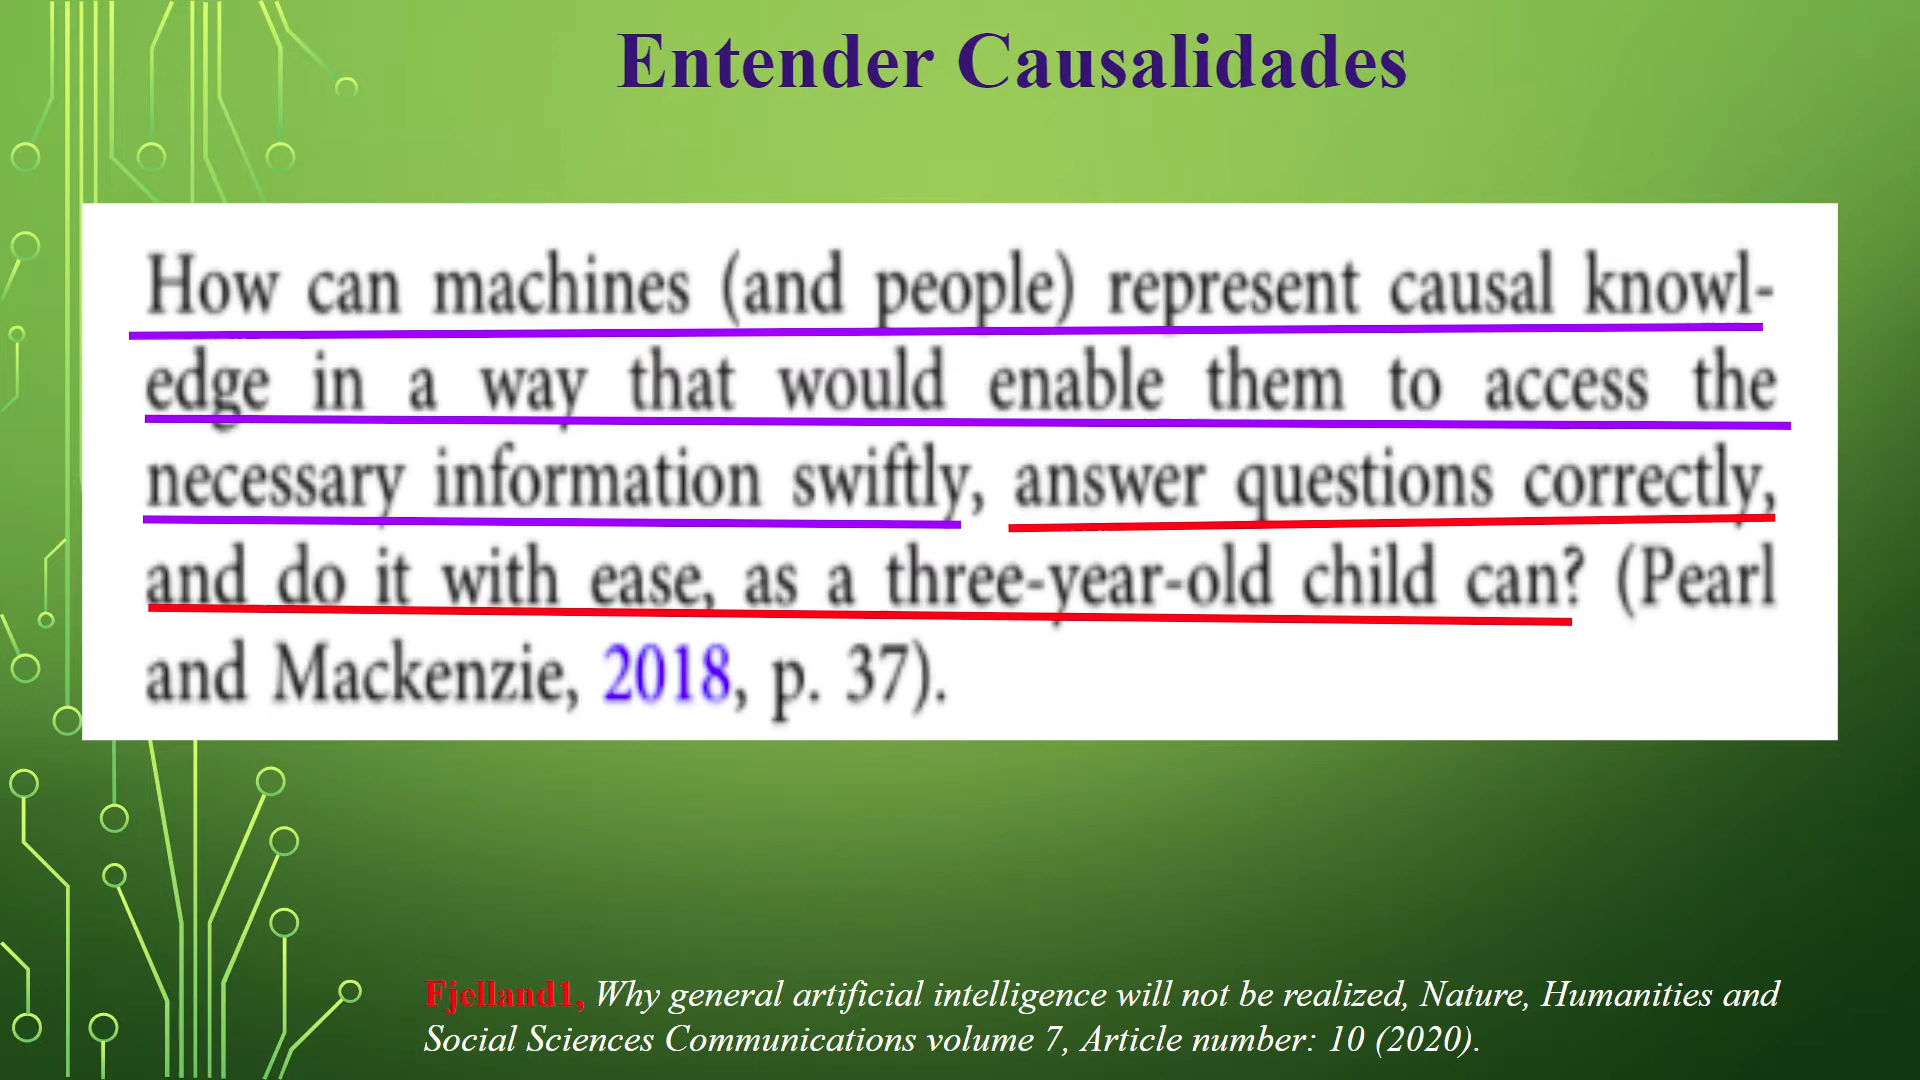 Entender Causalidades
How can machines (and people) represent causal knowl-
edge in a way that would enable them to access the
necessary information swiftly, answer questions correctly,
and do it with ease, as a three-year-old child can? (Pearl
and Mackenzie, 2018, p. 37).
Fjelland1, Why general artificial intelligence will not be realized, Nature, Humanities and
Social Sciences Communications volume 7, Article number: 10 (2020).